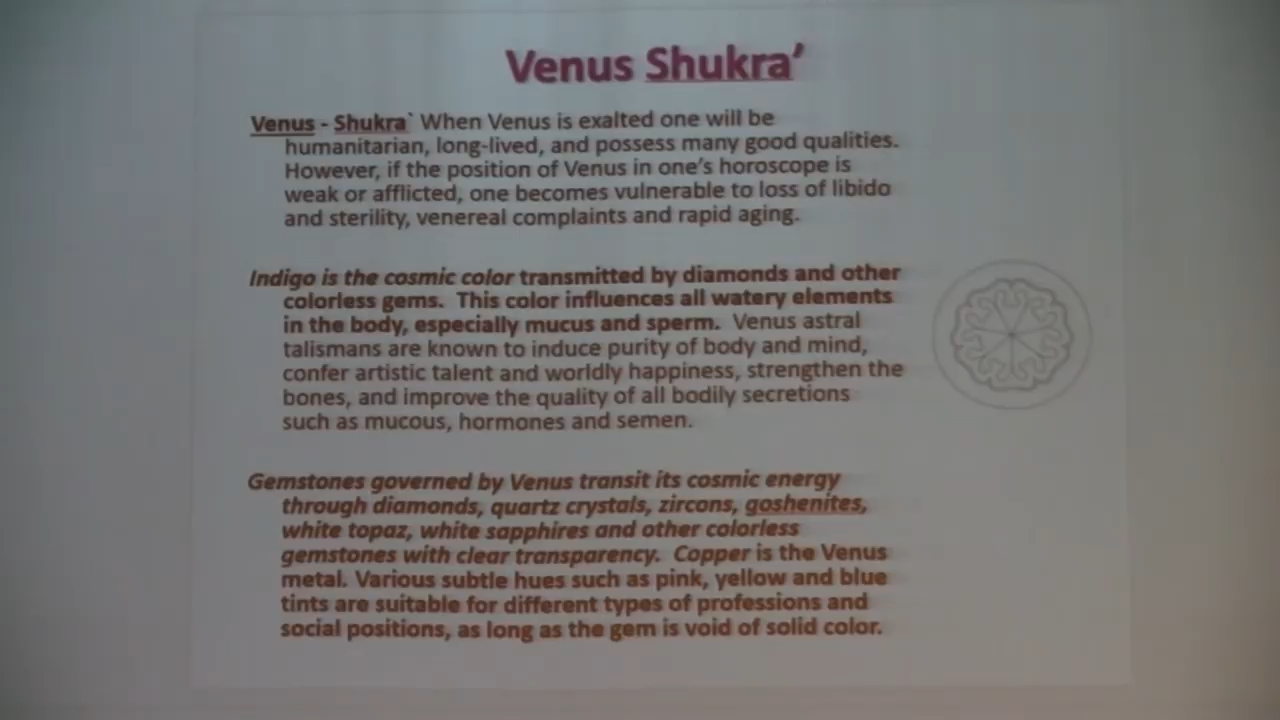 Venus Shukra’
Venus - Shukra` When Venus is exalted one will be
humanitarian, long-lived, and possess many good qualities.
However, if the position of Venus in one’s horoscope is
weak or afflicted, one becomes vulnerable to loss of libido
and sterility, venereal complaints and rapid aging.
Indigo is the cosmic color transmitted by diamonds and other
colorless gems. This color influences all watery elements
in the body, especially mucus and sperm. Venus astral
talismans are known to induce purity of body and mind,
confer artistic talent and worldly happiness, strengthen the
bones, and improve the quality of all bodily secretions
such as mucous, hormones and semen.
Gemstones governed by Venus transit its cosmic energy
through diamonds, quartz crystals, zircons, goshenites,
white topaz, white sapphires and other colorless
gemstones with clear transparency. Copper is the Venus
metal. Various subtle hues such as pink, yellow and blue
tints are suitable for different types of professions and
social positions, as long as the gem is void of solid color.